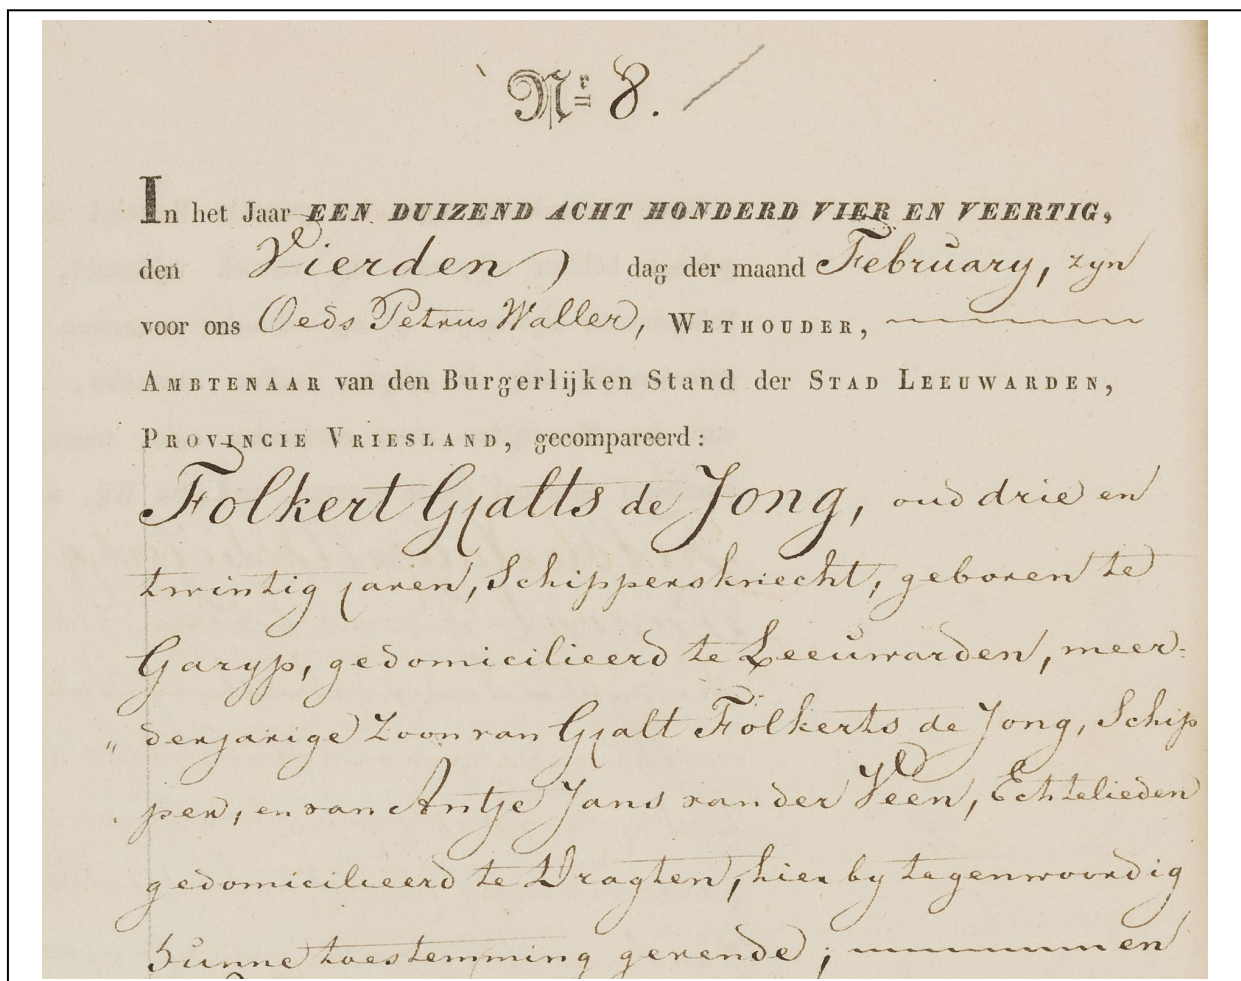 Nr 8.
In het Jaar EEN DUIZEND ACHT HONDERD VIER EN VEERTIG,
den Vierden dag der maand February, zyn
voor ons Oeds Petrus Waller, WETHOUDER,
AMBTENAAR van den Burgerlijken Stand der STAD LEEUWARDEN,
PROVINCIE VRIESLAND, gecompareerd:
Folkert Gjalts de Jong, oud drie en
twintig jaren, Schippersknecht, geboren te
Garyp, gedomicilieerd te Leeuwarden, meer=
„ derjarige Zoon van Gjalt Folkerts de Jong, Schip
per, en van Antje Jans van der Veen, Echtelieden
gedomicilieerd te Dragten, hier by tegenwoordig
hunne toestemming gevende; en